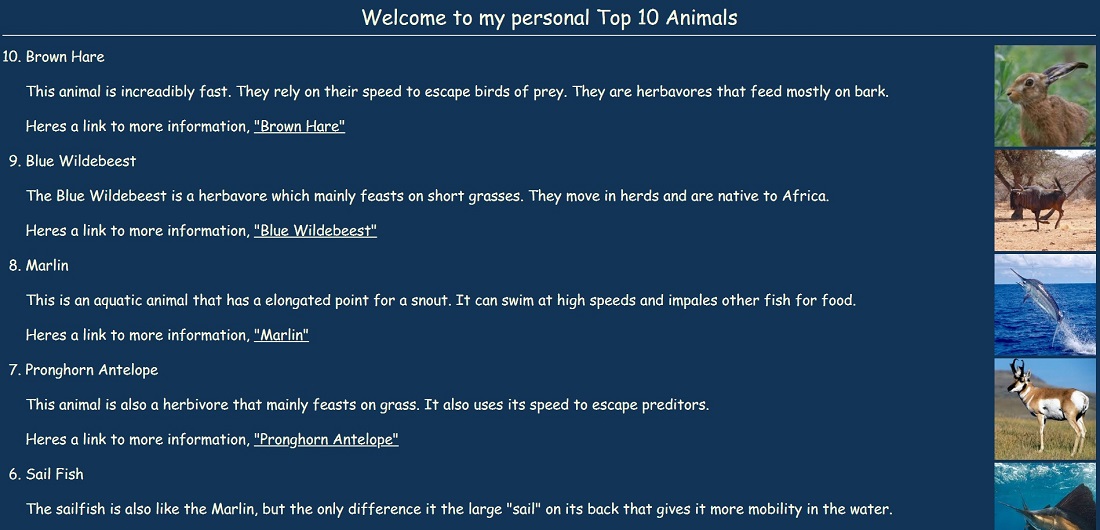 Welcome to my personal Top 10 Animals
10. Brown Hare
This animal is increadibly fast. They rely on their speed to escape birds of prey. They are herbavores that feed mostly on bark.
Heres a link to more information, "Brown Hare"
9. Blue Wildebeest
The Blue Wildebeest is a herbavore which mainly feasts on short grasses. They move in herds and are native to Africa.
Heres a link to more information, "Blue Wildebeest"
8. Marlin
This is an aquatic animal that has a elongated point for a snout. It can swim at high speeds and impales other fish for food.
Heres a link to more information, "Marlin"
7. Pronghorn Antelope
This animal is also a herbivore that mainly feasts on grass. It also uses its speed to escape preditors.
Heres a link to more information, "Pronghorn Antelope"
6. Sail Fish
The sailfish is also like the Marlin, but the only difference it the large "sail" on its back that gives it more mobility in the water.